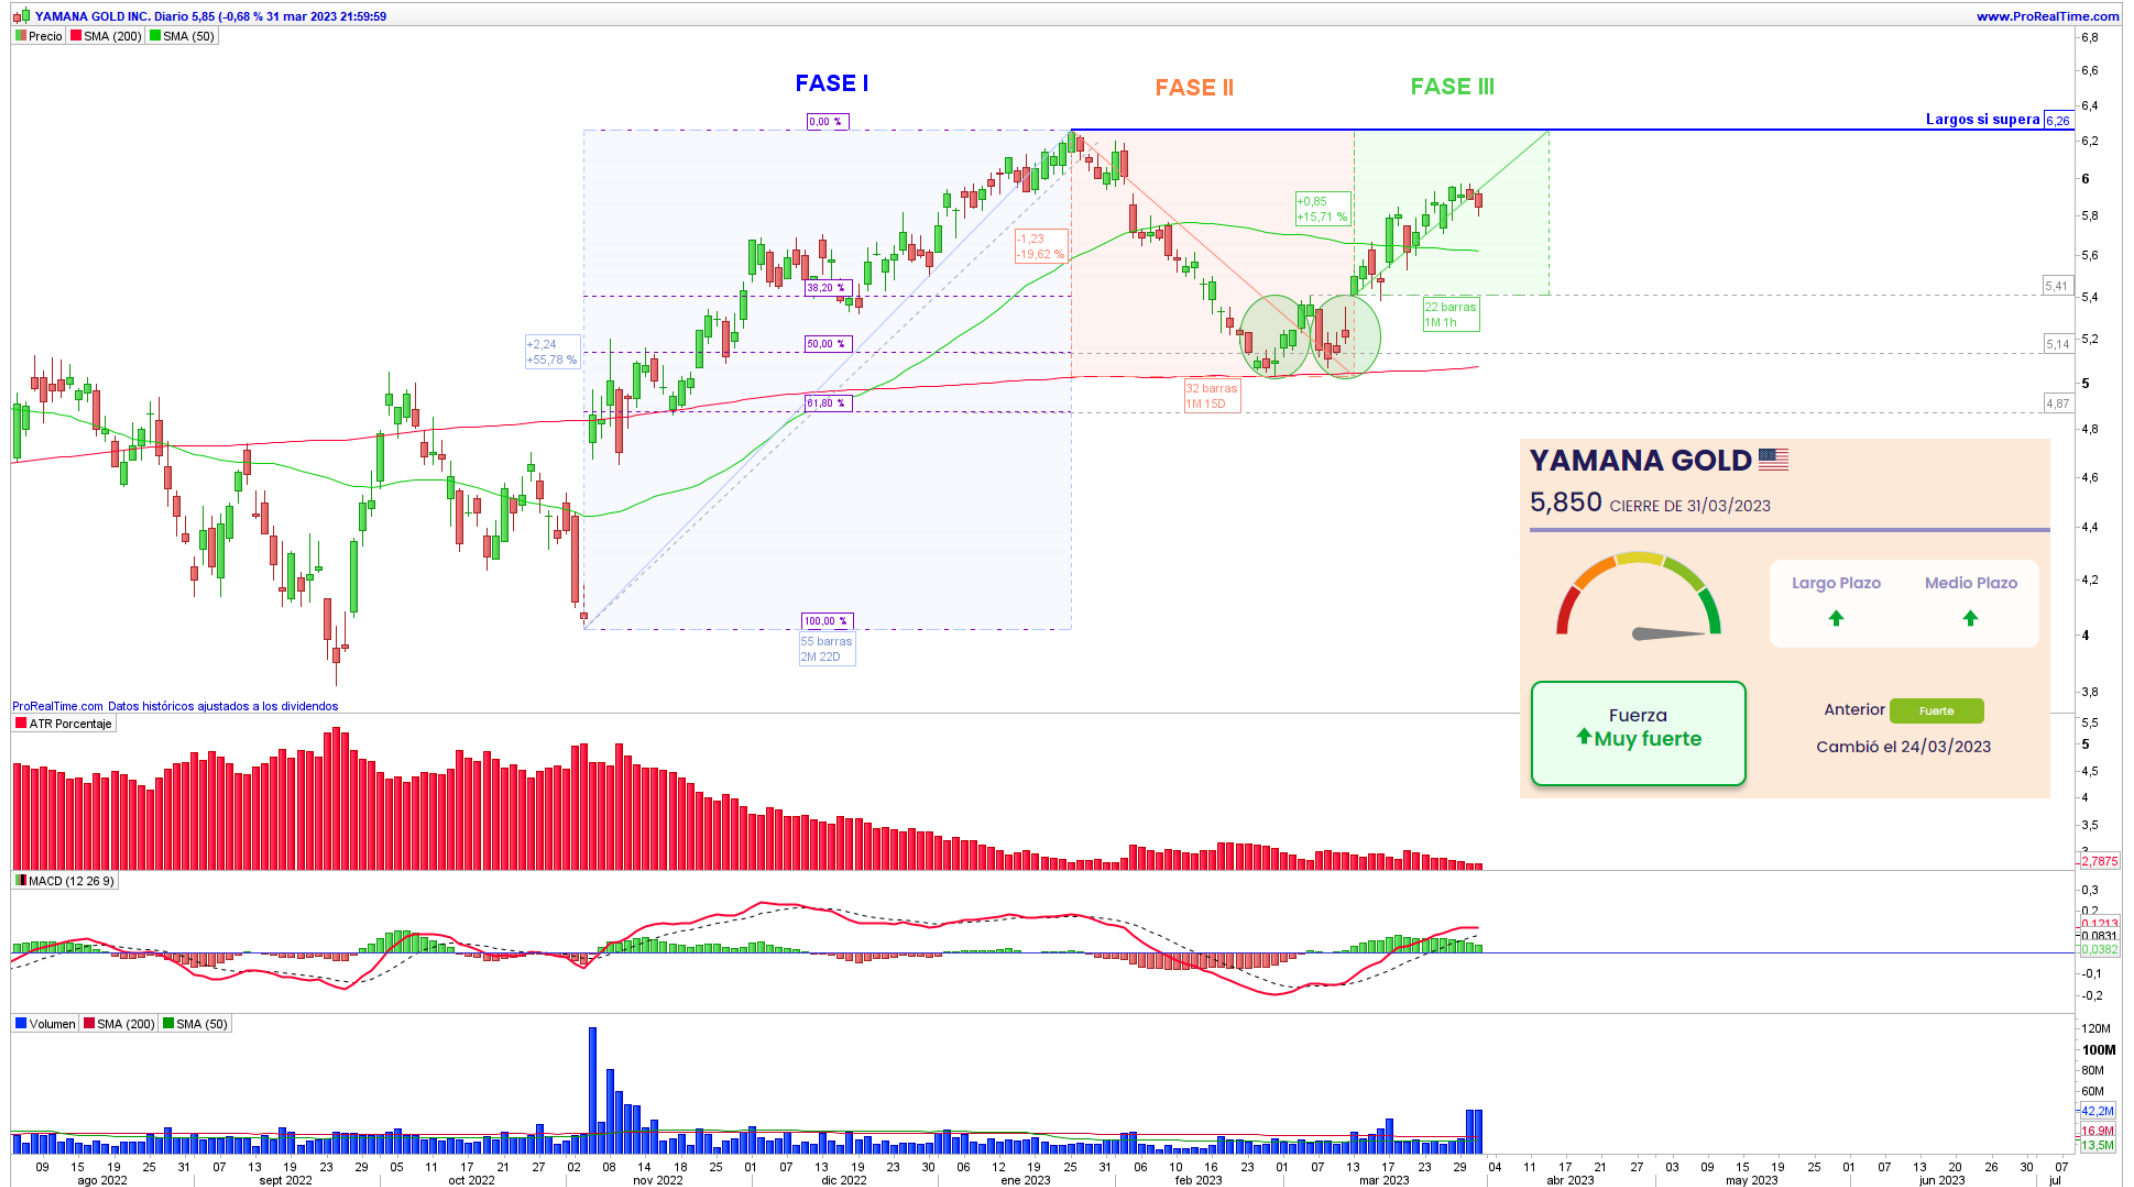 YAMANA GOLD INC. Diario 5,85 (-0,68 % 31 mar 2023 21:59:59
www.ProRealTime.com
Precio SMA (200) SMA (50)
FASE I
FASE II
FASE III
6,8
6,6
6,4
6,2
6
5,8
5,6
5,4
5,2
5
4,8
4,6
4,4
4,2
4
3,8
Largos si supera 6,26
0,00 %
38,20 %
50,00 %
61,80 %
100,00 %
+2,24
+55,78 %
55 barras
2M 22D
-1,23
-19,62 %
32 barras
1M 15D
+0,85
+15,71 %
22 barras
1M 1h
5,41
5,14
4,87
YAMANA GOLD
5,850 CIERRE DE 31/03/2023
Largo Plazo Medio Plazo
Fuerza
Muy fuerte
Anterior Fuerte
Cambió el 24/03/2023
ProRealTime.com Datos históricos ajustados a los dividendos
ATR Porcentaje
5,5
5
4,5
4
3,5
3
2,7875
MACD (12 26 9)
0,3
0,2
0,1213
0,0831
0,0382
-0,1
-0,2
Volumen SMA (200) SMA (50)
120M
100M
80M
60M
42,2M
16,9M
13,5M
09 15 19 25 31 07 13 19 23 29 05 11 17 21 27 02 08 14 18 25 01 07 13 19 30 06 12 19 25 31 06 10 16 23 01 07 13 17 23 29 04 11 17 21 27 03 09 15 19 25 01 07 13 20 26 30 07
ago 2022 sept 2022 oct 2022 nov 2022 dic 2022 ene 2023 feb 2023 mar 2023 abr 2023 may 2023 jun 2023 jul